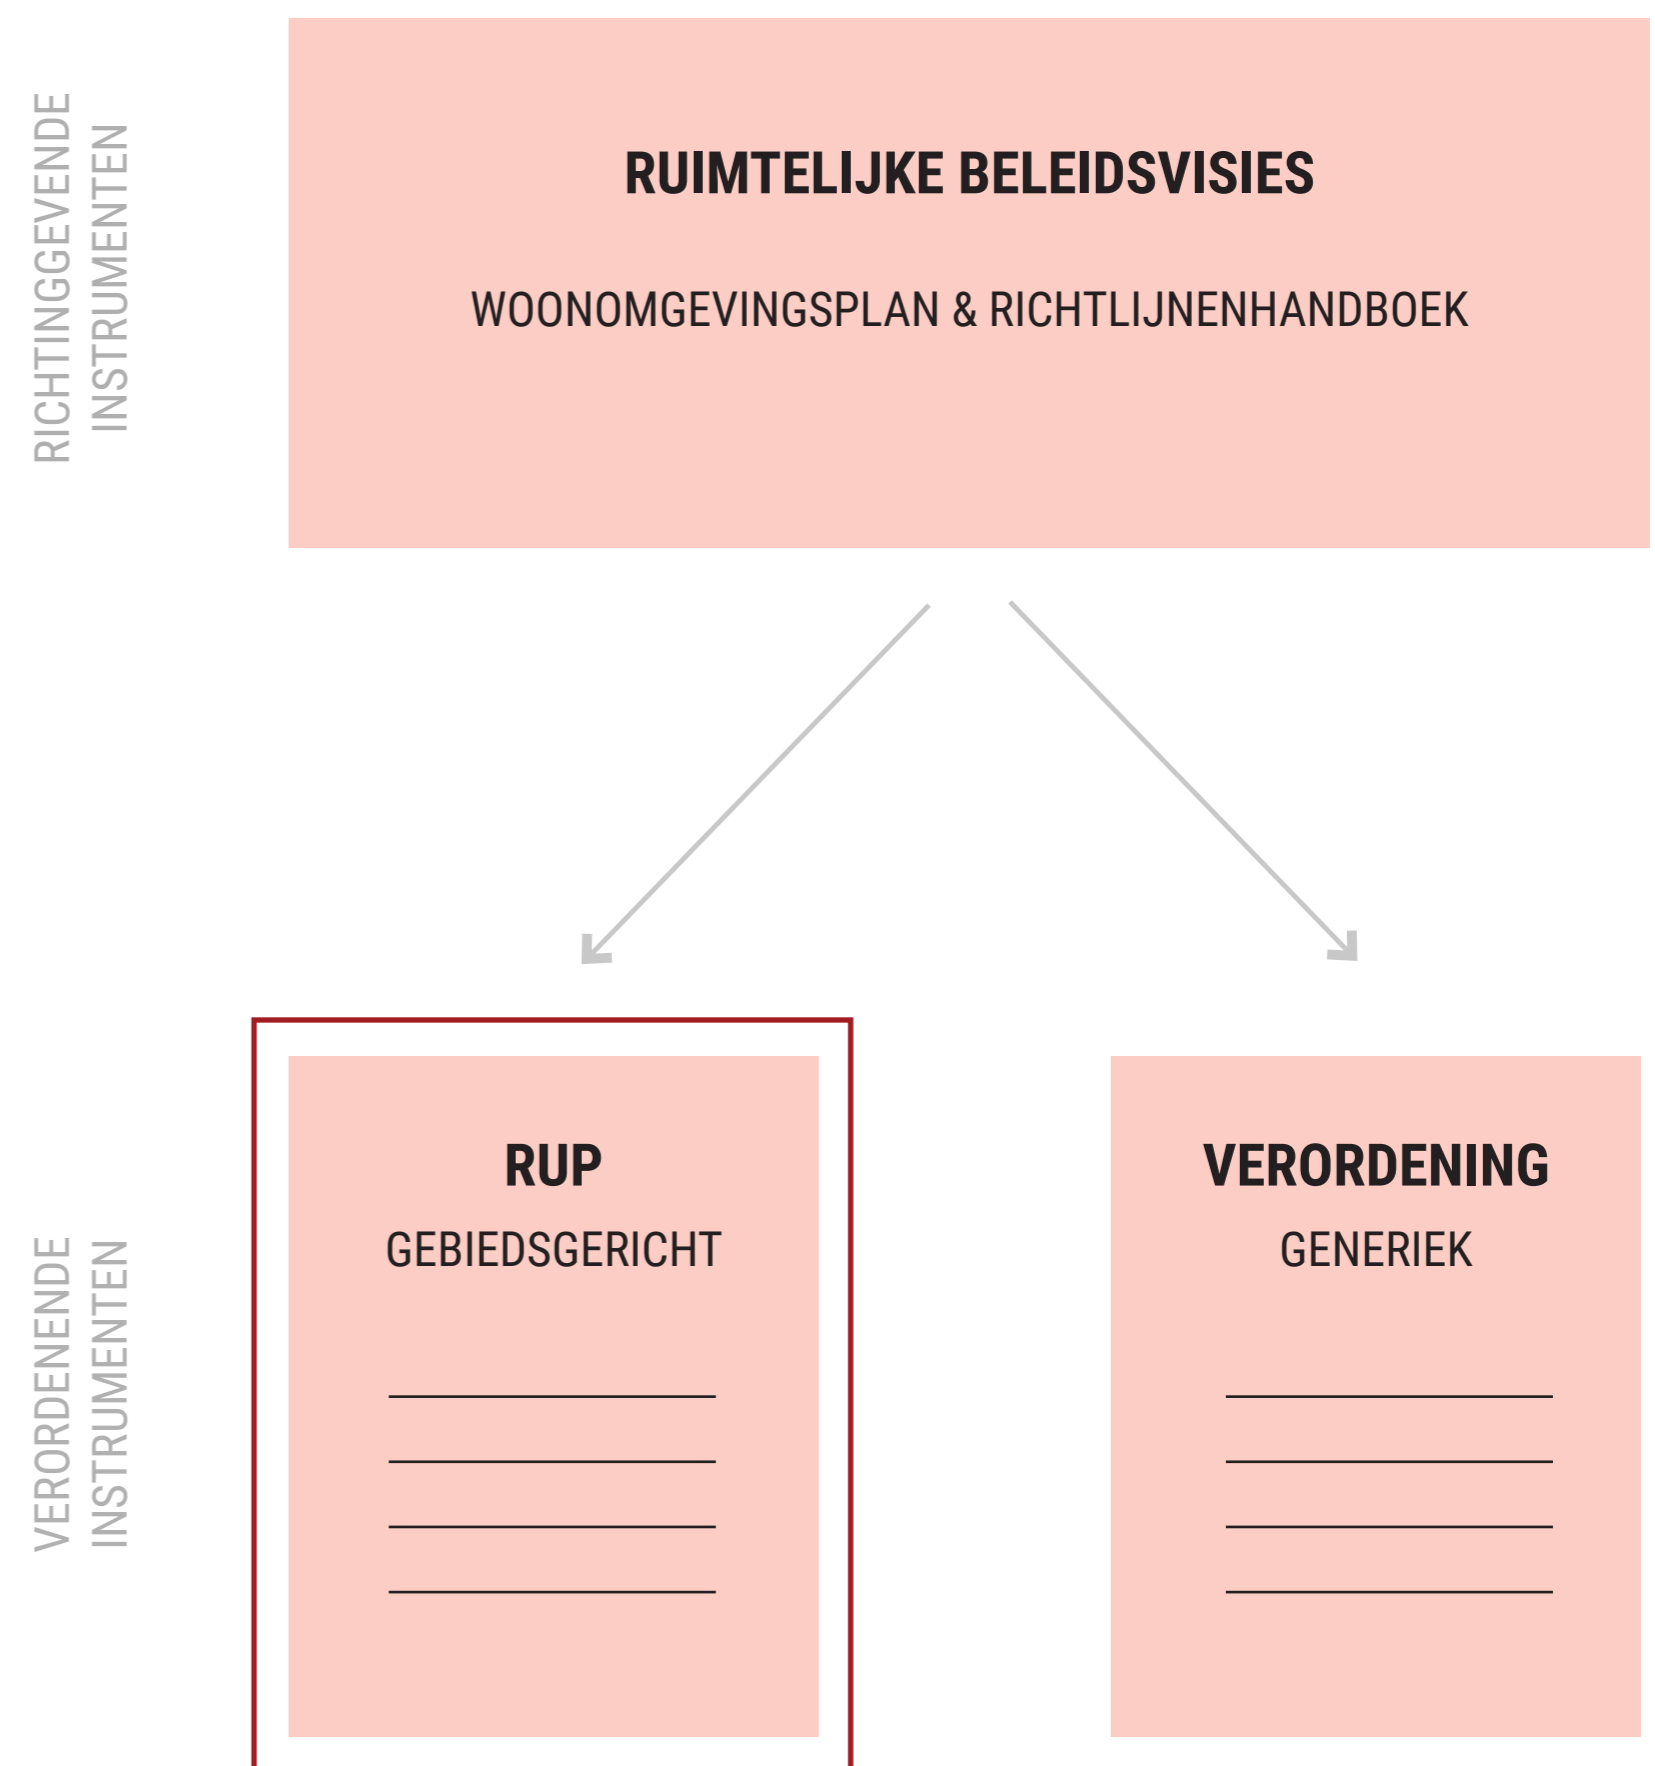 RICHTINGGEVENDE
INSTRUMENTEN
RUIMTELIJKE BELEIDSVISIES
WOONOMGEVINGSPLAN & RICHTLIJNENHANDBOEK
VERORDENENDE
INSTRUMENTEN
RUP
GEBIEDSGERICHT
VERORDENING
GENERIEK